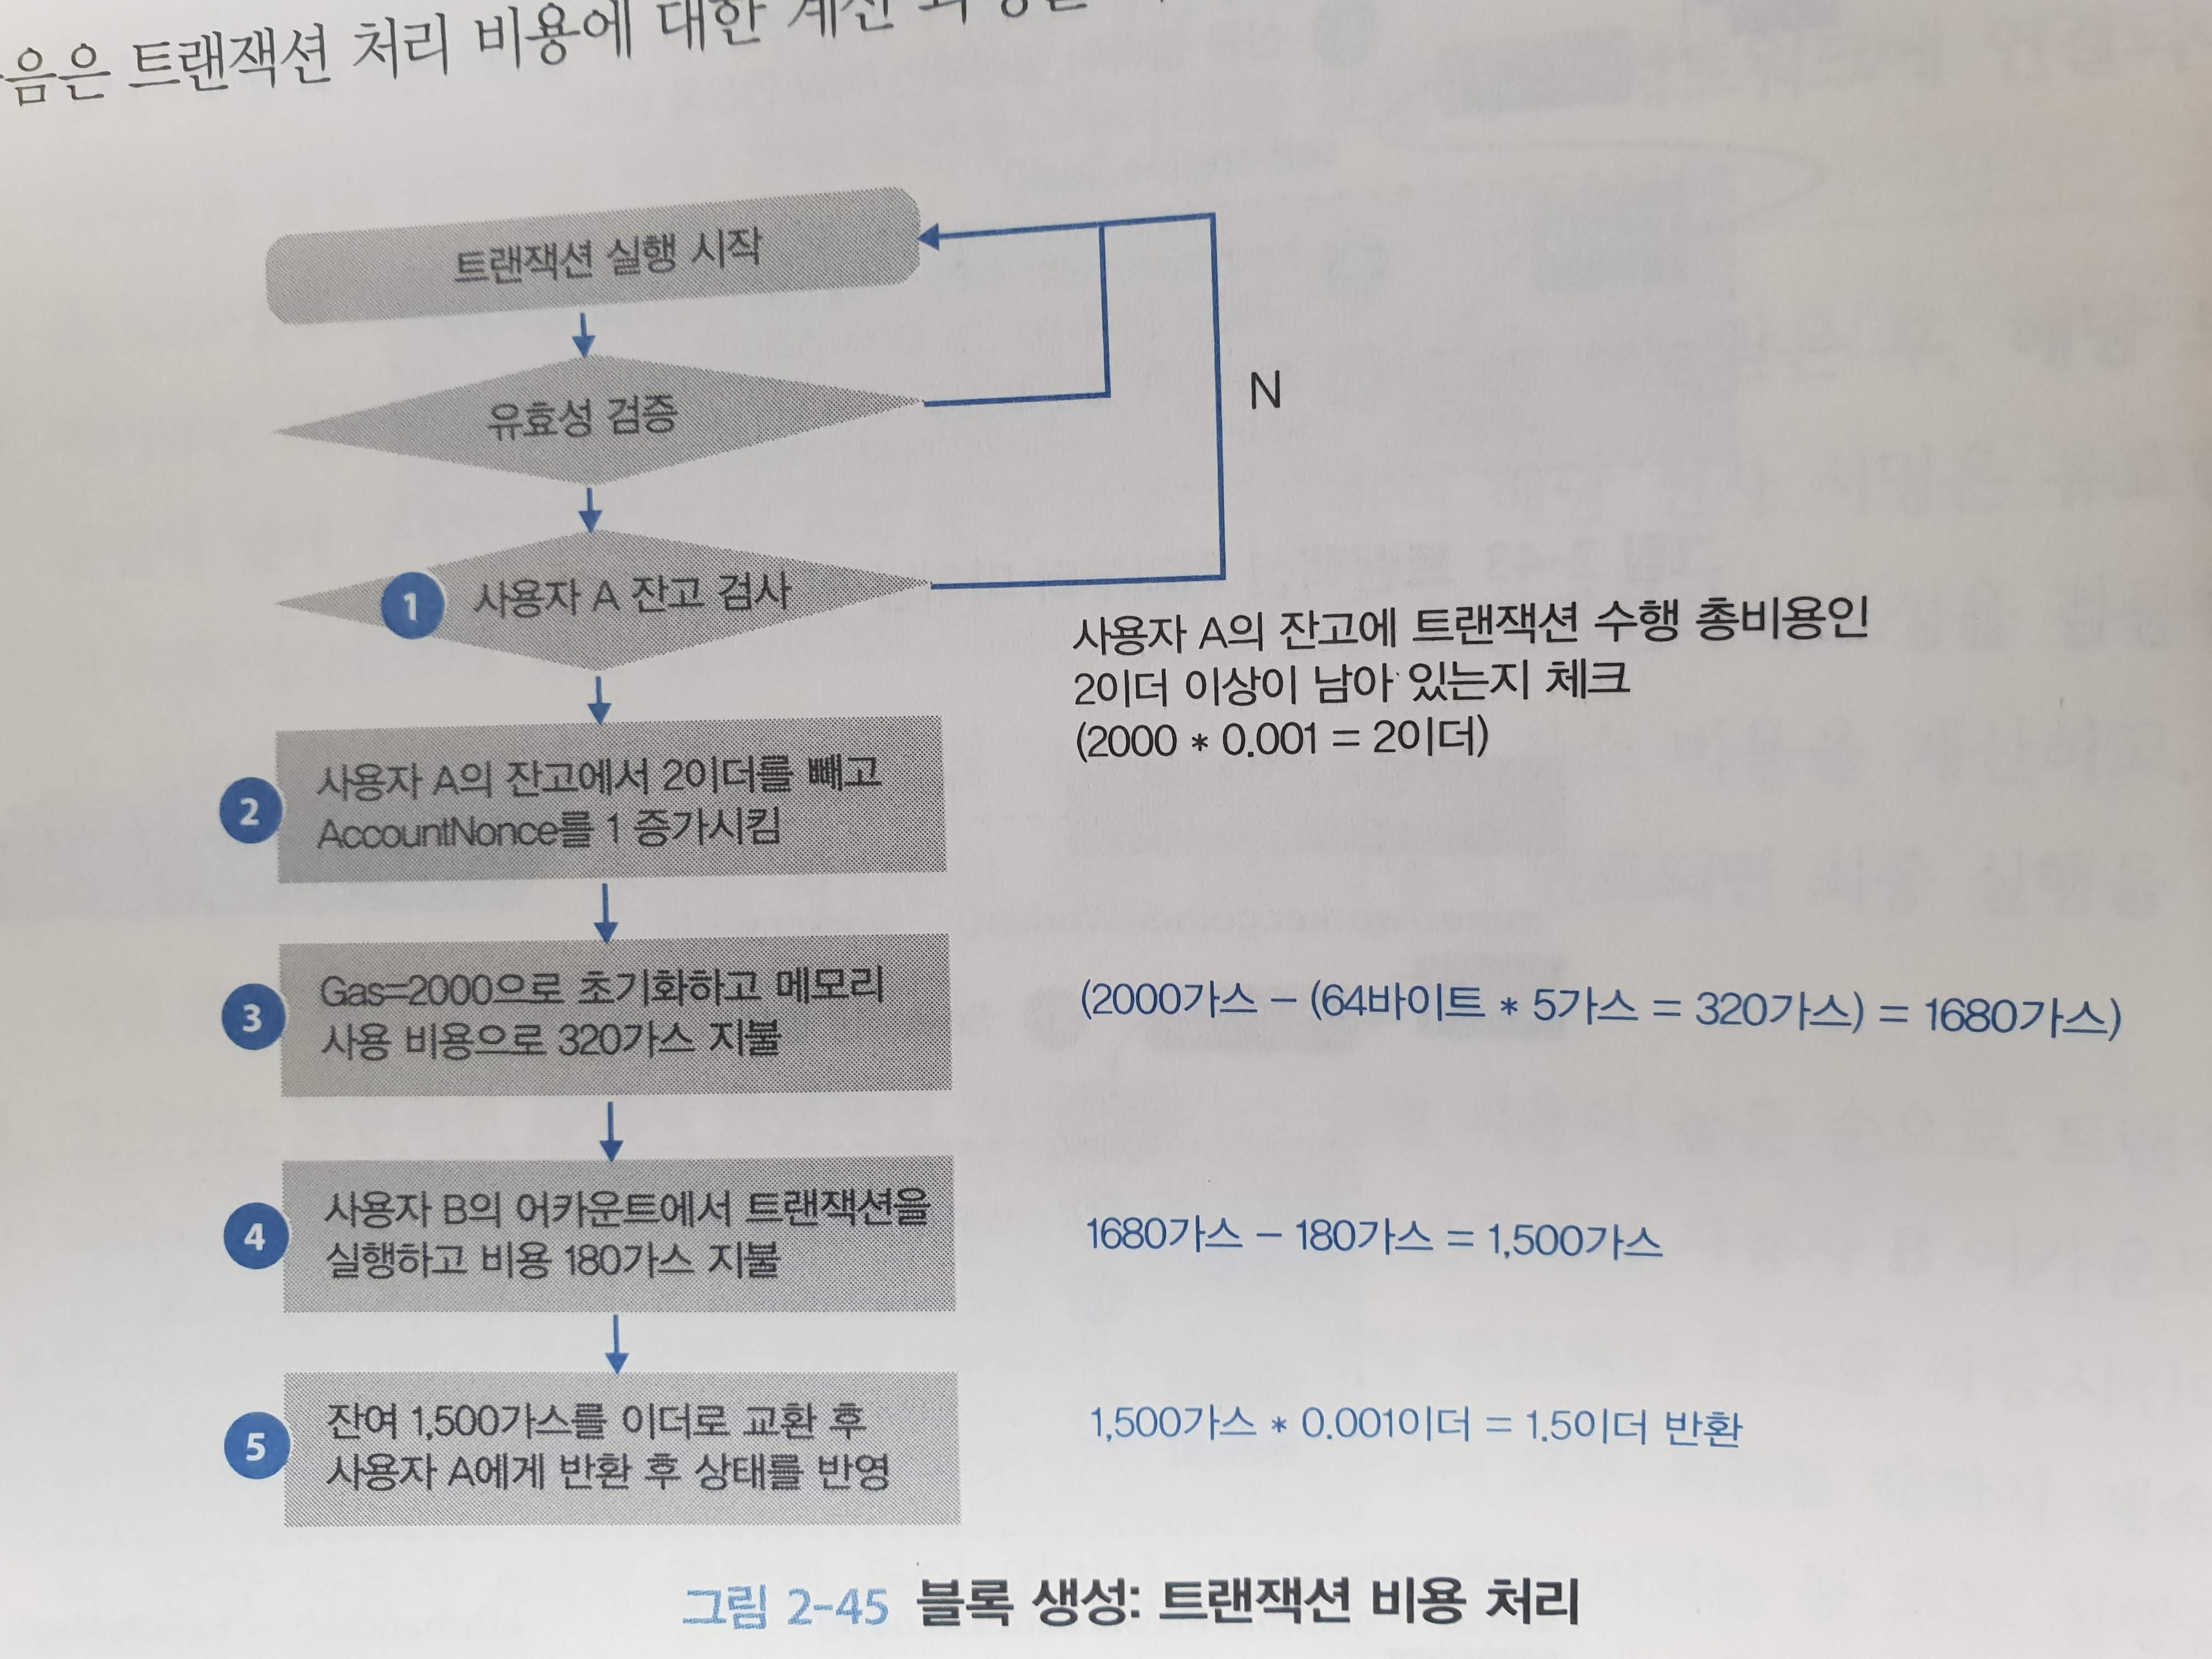 트랜잭션 처리 비용에 대한
트랜잭션 실행 시작
유효성 검증
N
1 사용자 A 잔고 검사
사용자 A의 잔고에 트랜잭션 수행 총비용인
2이더 이상이 남아 있는지 체크
(2000 * 0.001 = 2이더)
2 사용자 A의 잔고에서 2이더를 빼고
AccountNonce를 1 증가시킴
3 Gas=2000으로 초기화하고 메모리
사용 비용으로 320가스 지불
(2000가스 – (64바이트 * 5가스 = 320가스) = 1680가스)
4 사용자 B의 어카운트에서 트랜잭션을
실행하고 비용 180가스 지불
1680가스 – 180가스 = 1,500가스
5 잔여 1,500가스를 이더로 교환 후
사용자 A에게 반환 후 상태를 반영
1,500가스 * 0.001이더 = 1.5이더 반환
그림 2-45 블록 생성: 트랜잭션 비용 처리